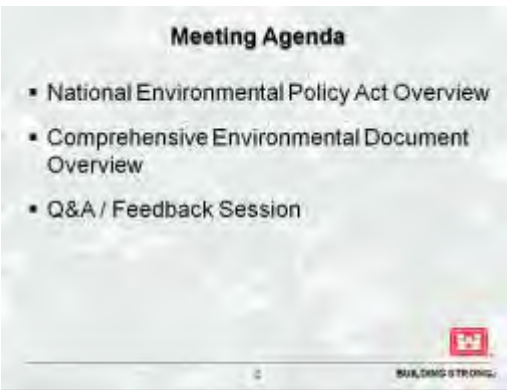 Meeting Agenda
▪ National Environmental Policy Act Overview
▪ Comprehensive Environmental Document
Overview
▪ Q&A / Feedback Session
BUILDING STRONG®